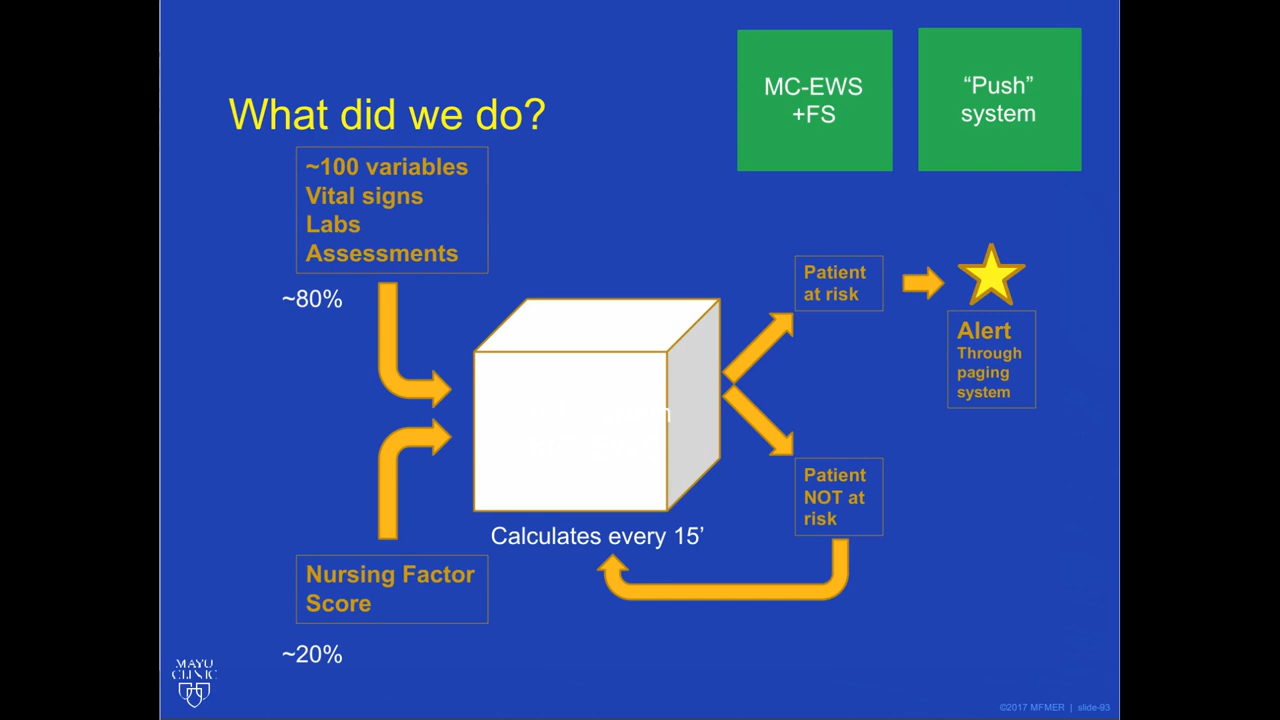 What did we do?
MC-EWS
+FS
“Push”
system
~100 variables
Vital signs
Labs
Assessments
~80%
Patient
at risk
Alert
Through
paging
system
Calculates every 15’
Patient
NOT at
risk
Nursing Factor
Score
~20%
MAYO
CLINIC
©2017 MFMER | slide-93